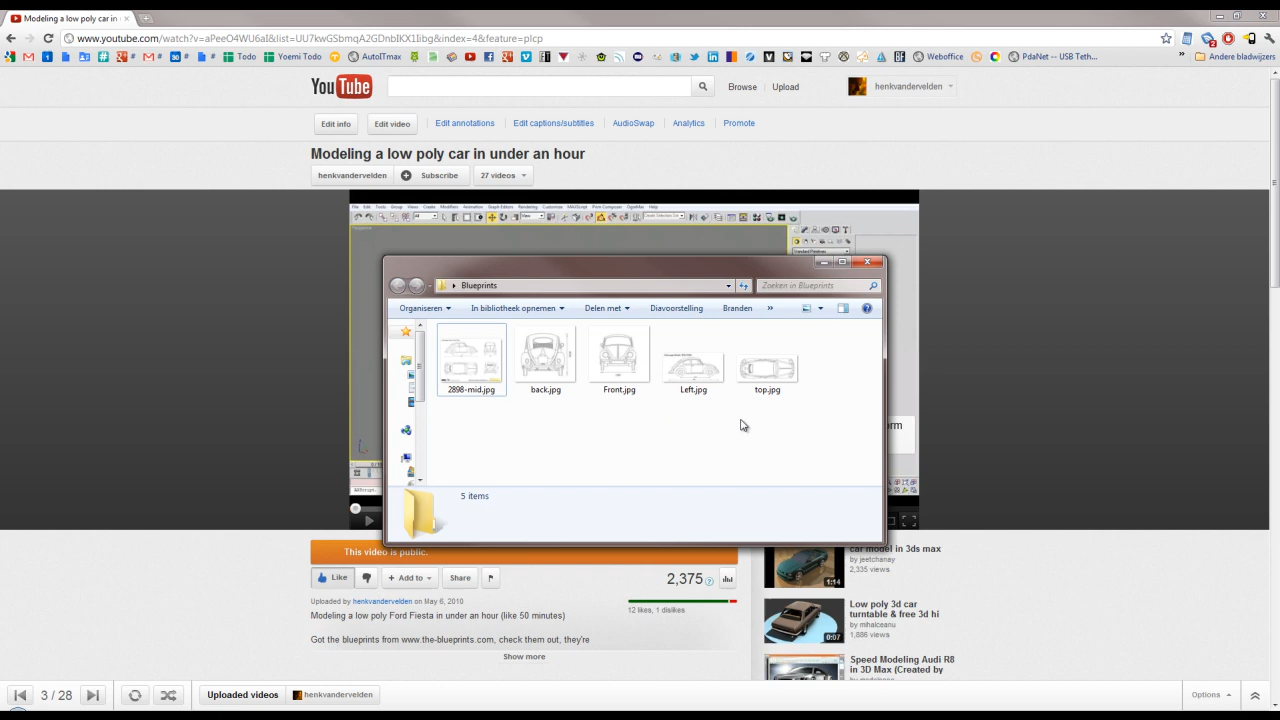 Modeling a low poly car in
www.youtube.com/watch?v=aPeeO4WU6aI&list=UU7kwGSbmqA2GDnbIKX1Iibg&index=4&feature=plcp
Todo
Yoemi Todo
AutoITmax
Weboffice
PdaNet -- USB Teth...
Andere bladwijzers
YouTube
Browse
Upload
henkvandervelden
Edit info
Edit video
Edit annotations
Edit captions/subtitles
AudioSwap
Analytics
Promote
Modeling a low poly car in under an hour
henkvandervelden
Subscribe
27 videos
Blueprints
Zoeken in Blueprints
Organiseren
In bibliotheek opnemen
Delen met
Diavoorstelling
Branden
2898-mid.jpg
back.jpg
Front.jpg
Left.jpg
top.jpg
5 items
This video is public.
Like
Add to
Share
2,375
Uploaded by henkvandervelden on May 6, 2010
12 likes, 1 dislikes
Modeling a low poly Ford Fiesta in under an hour (like 50 minutes)
Got the blueprints from www.the-blueprints.com, check them out, they're
Show more
car model in 3ds max
by jeetchanay
2,335 views
1:14
Low poly 3d car
turntable & free 3d hi
by mihalceanu
1,886 views
0:07
Speed Modeling Audi R8
in 3D Max (Created by
3 / 28
Uploaded videos
henkvandervelden
Options